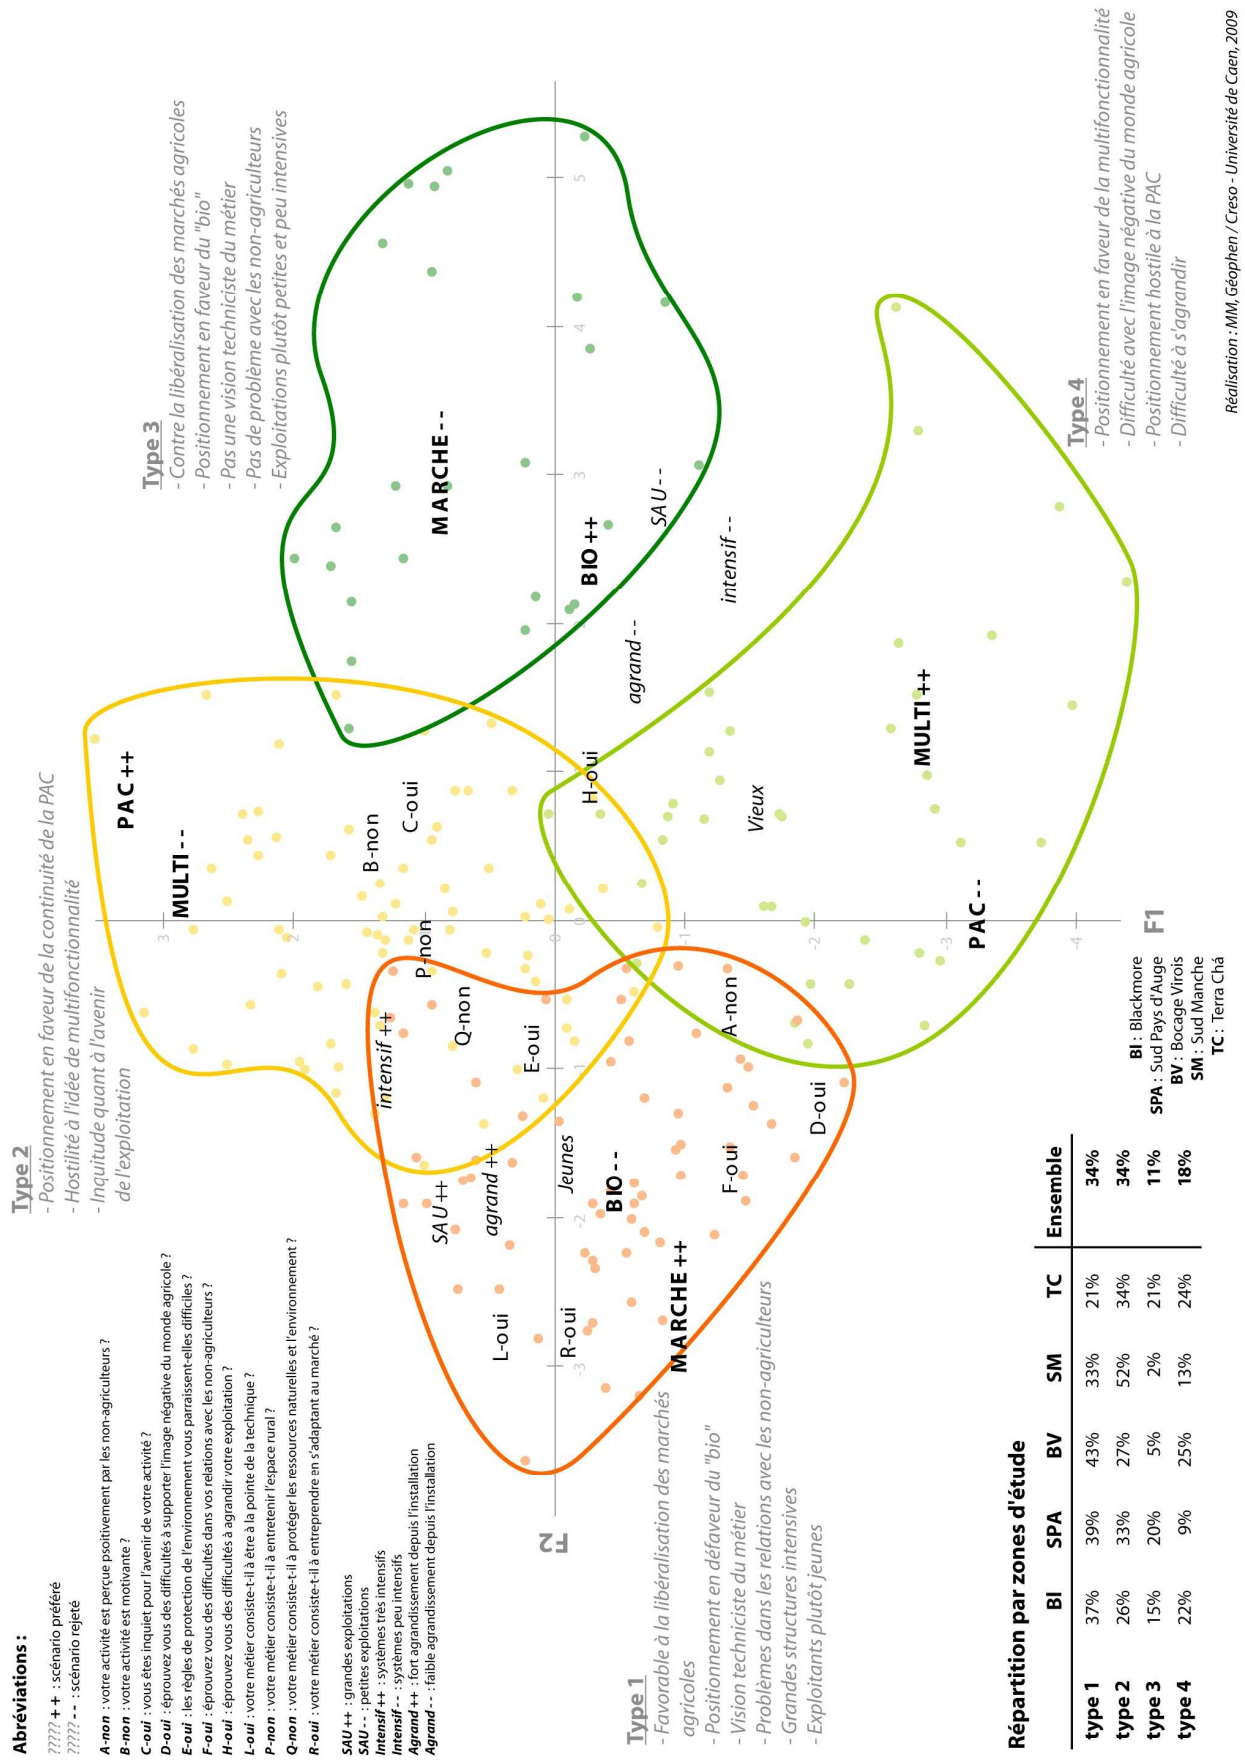 Abréviations :
????? + + : scénario préféré
????? - - : scénario rejeté
A-non : votre activité est perçue psoitivement par les non-agriculteurs ?
B-non : votre activité est motivante ?
C-oui : vous êtes inquiet pour l'avenir de votre activité ?
D-oui : éprouvez vous des difficultés à supporter l'image négative du monde agricole ?
E-oui : les règles de protection de l'environnement vous paraissent-elles difficiles ?
F-oui : éprouvez vous des difficultés dans vos relations avec les non-agriculteurs ?
H-oui : éprouvez vous des difficultés à agrandir votre exploitation ?
L-oui : votre métier consiste-t-il à être à la pointe de la technique ?
P-non : votre métier consiste-t-il à entretenir l'espace rural ?
Q-non : votre métier consiste-t-il à protéger les ressources naturelles et l'environnement ?
R-oui : votre métier consiste-t-il à entreprendre en s'adaptant au marché ?
SAU ++ : grandes exploitations
SAU - - : petites exploitations
Intensif ++ : systèmes très intensifs
Intensif - - : systèmes peu intensifs
Agrand ++ : fort agrandissement depuis l'installation
Agrand - - : faible agrandissement depuis l'installation
Type 2
- Positionnement en faveur de la continuité de la PAC
- Hostilité à l'idée de multifonctionnalité
- Inquitude quant à l'avenir
de l'exploitation
Type 3
- Contre la libéralisation des marchés agricoles
- Positionnement en faveur du "bio"
- Pas une vision techniciste du métier
- Pas de problème avec les non-agriculteurs
- Exploitations plutôt petites et peu intensives
PAC ++
MULTI - -
B-non
C-oui
P-non
intensif ++
Q-non
E-oui
H-oui
MARCHE - -
BIO ++
SAU - -
intensif - -
agrand - -
SAU ++
agrand ++
Jeunes
L-oui
R-oui
BIO - -
MARCHE ++
F-oui
A-non
D-oui
Vieux
MULTI ++
PAC - -
3
2
0
-1
-2
-3
-4
F1
-3
-2
-1
0
3
4
5
F2
Type 1
- Favorable à la libéralisation des marchés
agricoles
- Positionnement en défaveur du "bio"
- Vision techniciste du métier
- Problèmes dans les relations avec les non-agriculteurs
- Grandes structures intensives
- Exploitants plutôt jeunes
Type 4
- Positionnement en faveur de la multifonctionnalité
- Difficulté avec l'image négative du monde agricole
- Positionnement hostile à la PAC
- Difficulté à s'agrandir
Répartition par zones d'étude
BI SPA BV SM TC Ensemble
type 1 37% 39% 43% 33% 21% 34%
type 2 26% 33% 27% 52% 34% 34%
type 3 15% 20% 5% 2% 21% 11%
type 4 22% 9% 25% 13% 24% 18%
BI : Blackmore
SPA : Sud Pays d'Auge
BV : Bocage Virois
SM : Sud Manche
TC : Terra Chá
Réalisation : MM, Géophen / Creso - Université de Caen, 2009